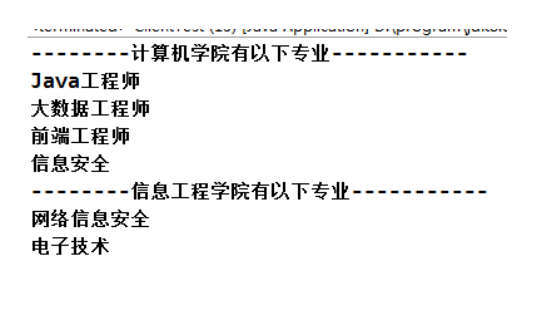 --------计算机学院有以下专业-----------
Java工程师
大数据工程师
前端工程师
信息安全
--------信息工程学院有以下专业-----------
网络信息安全
电子技术